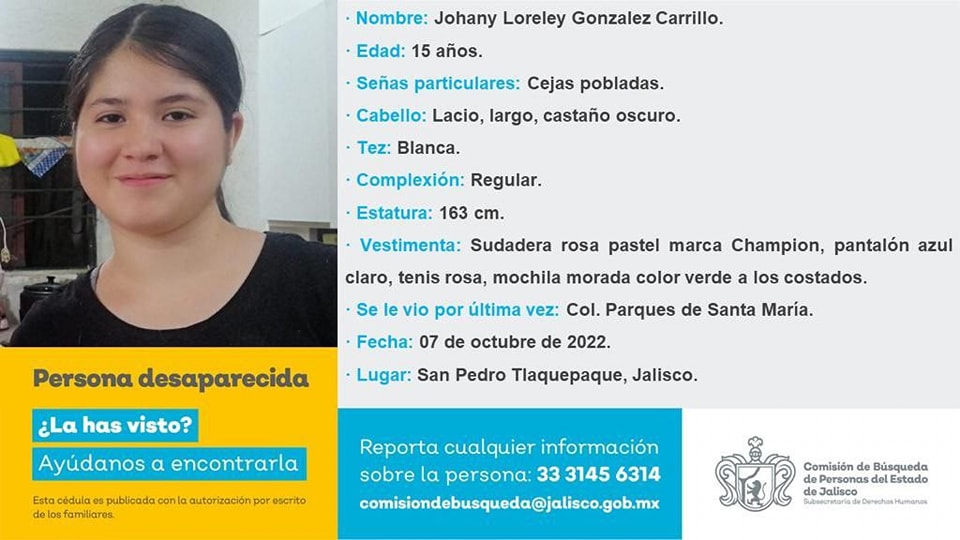 · Nombre: Johany Loreley Gonzalez Carrillo.
· Edad: 15 años.
· Señas particulares: Cejas pobladas.
· Cabello: Lacio, largo, castaño oscuro.
· Tez: Blanca.
· Complexión: Regular.
· Estatura: 163 cm.
· Vestimenta: Sudadera rosa pastel marca Champion, pantalón azul
claro, tenis rosa, mochila morada color verde a los costados.
· Se le vio por última vez: Col. Parques de Santa María.
· Fecha: 07 de octubre de 2022.
· Lugar: San Pedro Tlaquepaque, Jalisco.
Persona desaparecida
¿La has visto?
Ayúdanos a encontrarla
Esta cédula es publicada con la autorización por escrito
de los familiares.
Reporta cualquier información
sobre la persona: 33 3145 6314
comisiondebusqueda@jalisco.gob.mx
Comisión de Búsqueda
de Personas del Estado
de Jalisco
Subsecretaría de Derechos Humanos